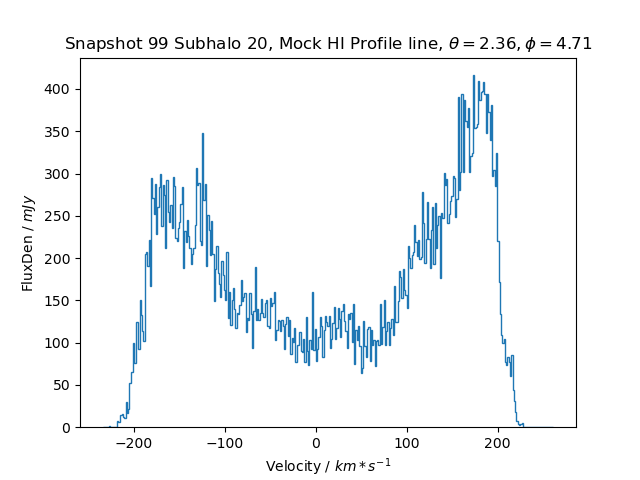 Snapshot 99 Subhalo 20, Mock HI Profile line, θ = 2.36, ϕ = 4.71
FluxDen / mJy
400
350
300
250
200
150
100
50
0
−200 −100 0 100 200
Velocity / km * s⁻¹